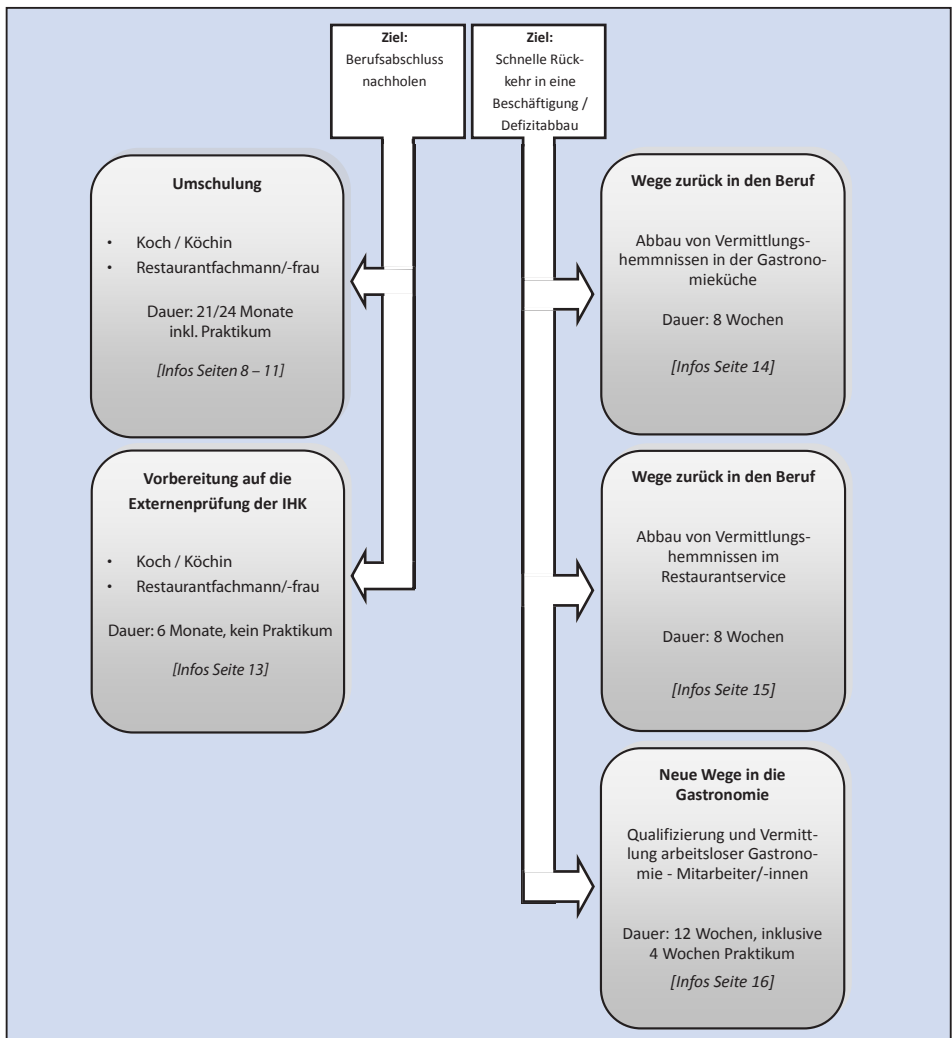 Ziel:
Berufsabschluss
nachholen
Ziel:
Schnelle Rück-
kehr in eine
Beschäftigung /
Defizitabbau
Umschulung
• Koch / Köchin
• Restaurantfachmann/-frau
Dauer: 21/24 Monate
inkl. Praktikum
[Infos Seiten 8 – 11]
Vorbereitung auf die
Externenprüfung der IHK
• Koch / Köchin
• Restaurantfachmann/-frau
Dauer: 6 Monate, kein Praktikum
[Infos Seite 13]
Wege zurück in den Beruf
Abbau von Vermittlungs-
hemmnissen in der Gastrono-
mieküche
Dauer: 8 Wochen
[Infos Seite 14]
Wege zurück in den Beruf
Abbau von Vermittlungs-
hemmnissen im
Restaurantservice
Dauer: 8 Wochen
[Infos Seite 15]
Neue Wege in die
Gastronomie
Qualifizierung und Vermitt-
lung arbeitsloser Gastrono-
mie - Mitarbeiter/-innen
Dauer: 12 Wochen, inklusive
4 Wochen Praktikum
[Infos Seite 16]